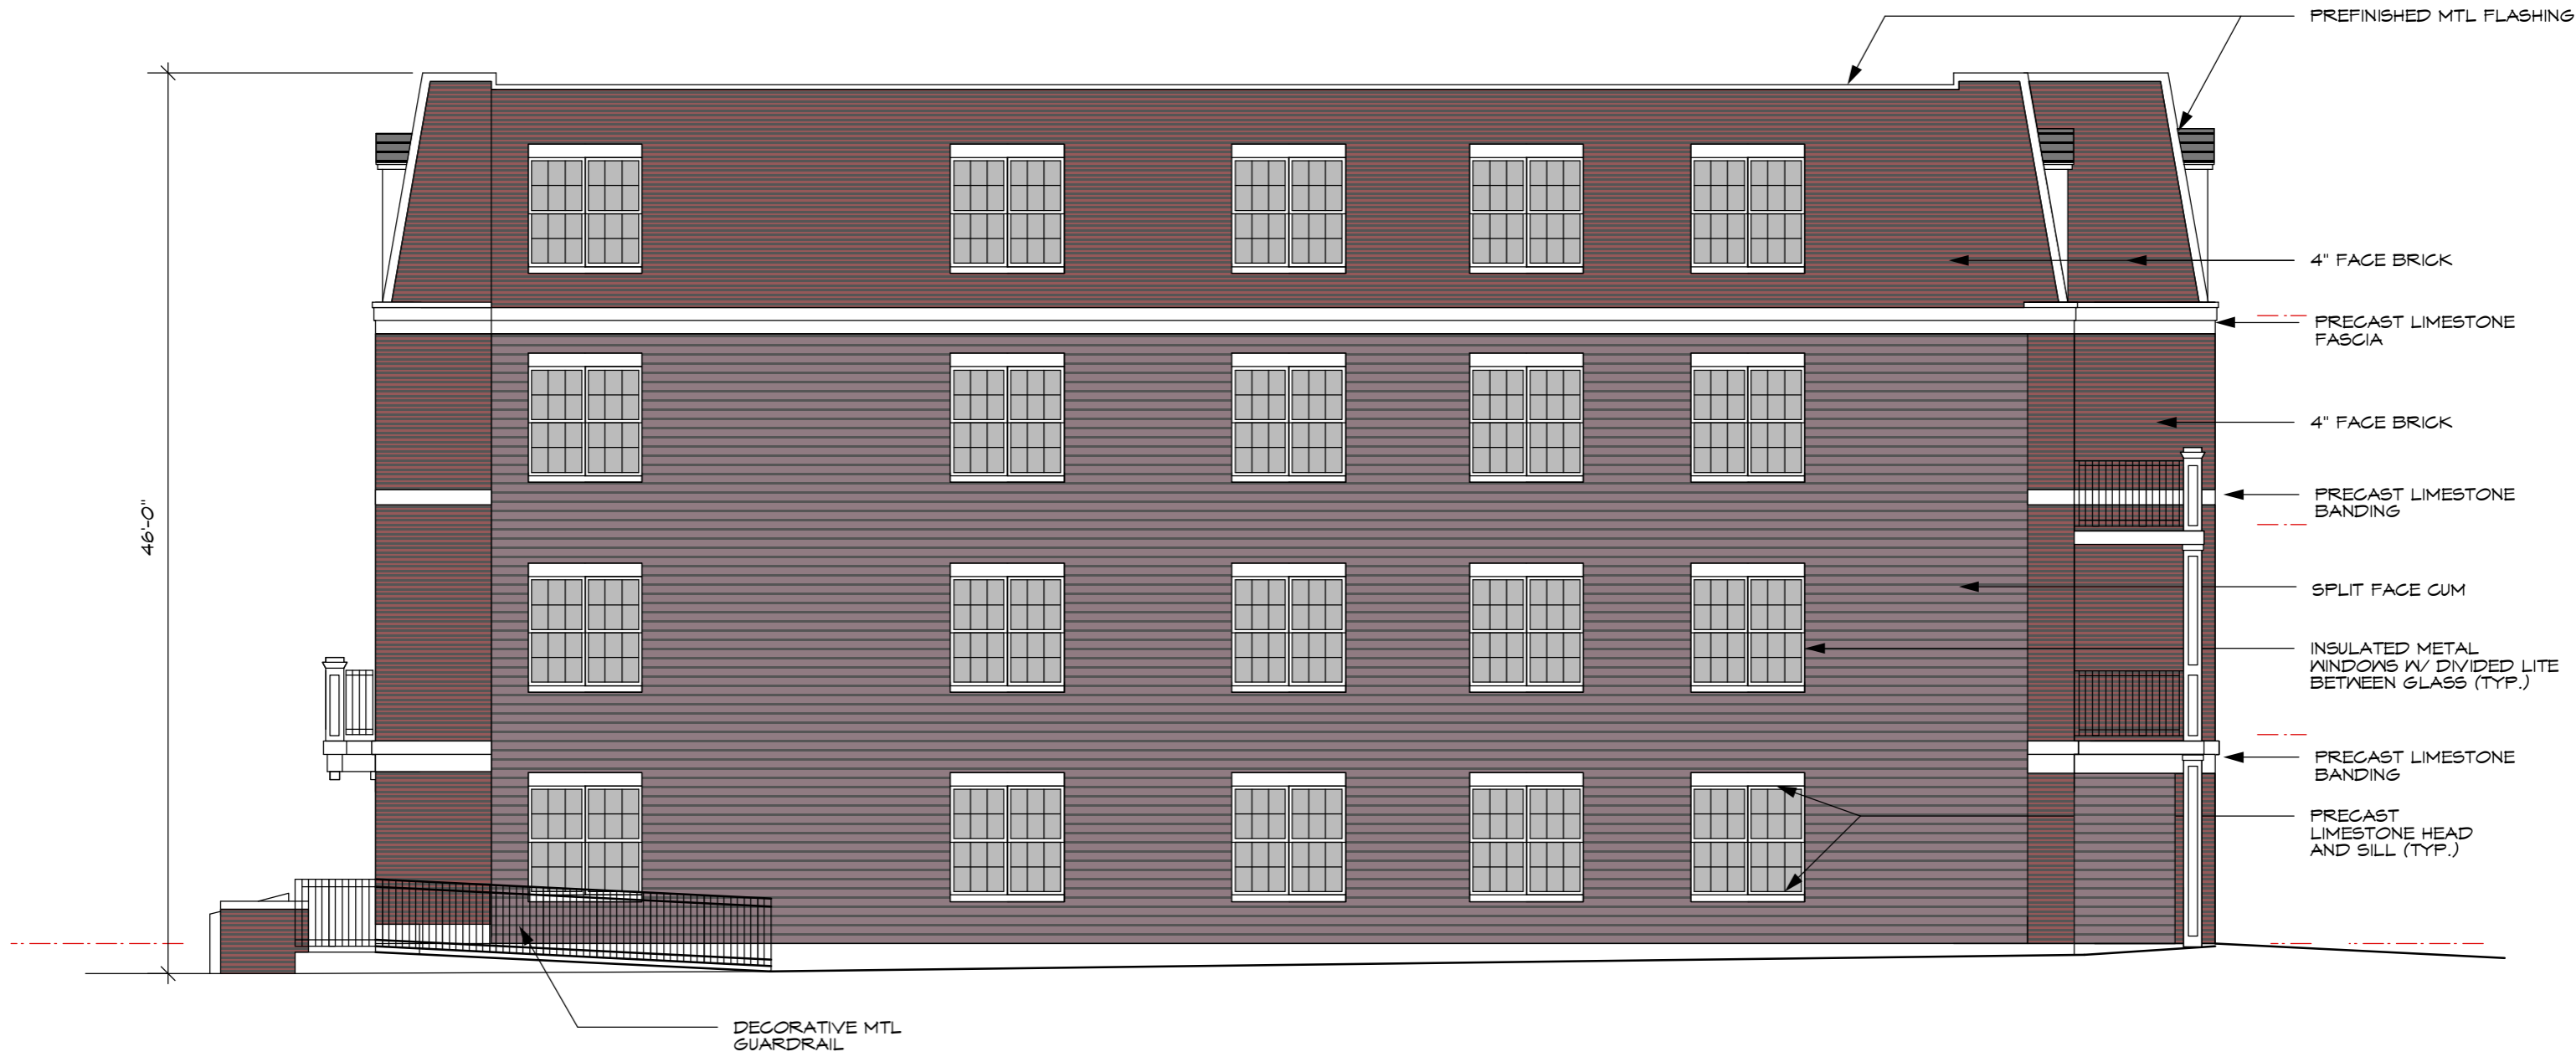 PREFINISHED MTL FLASHING
4" FACE BRICK
PRECAST LIMESTONE
FASCIA
4" FACE BRICK
46'-0"
PRECAST LIMESTONE
BANDING
SPLIT FACE CUM
INSULATED METAL
WINDOWS W/ DIVIDED LITE
BETWEEN GLASS (TYP.)
PRECAST LIMESTONE
BANDING
PRECAST
LIMESTONE HEAD
AND SILL (TYP.)
DECORATIVE MTL
GUARDRAIL